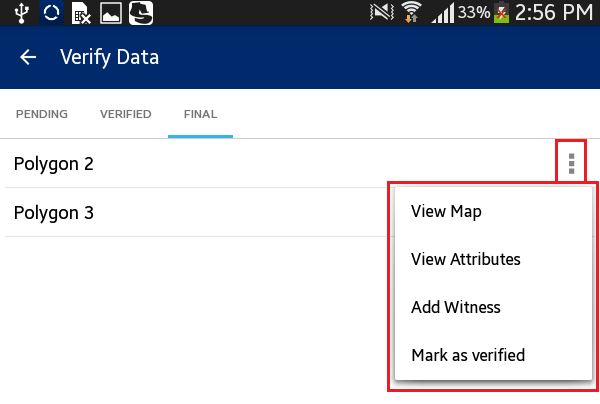 33% 2:56 PM
Verify Data
PENDING VERIFIED FINAL
Polygon 2
Polygon 3
View Map
View Attributes
Add Witness
Mark as verified